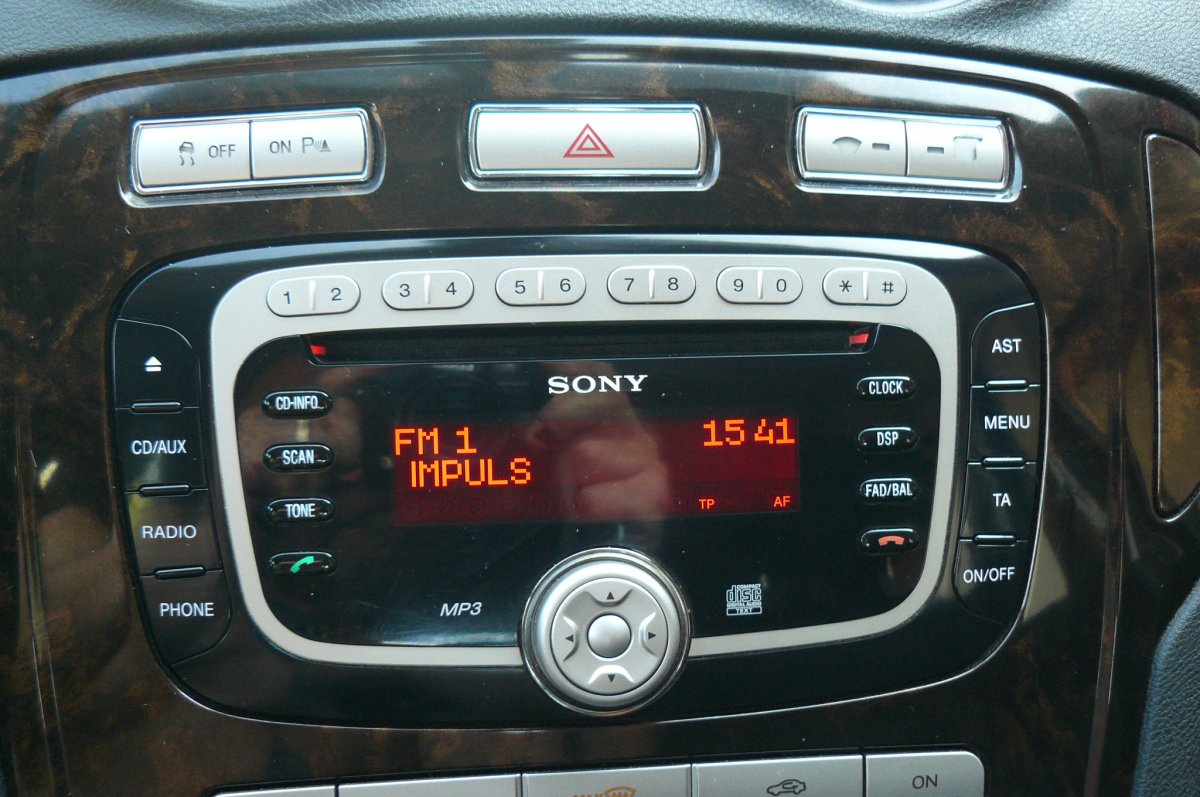 OFF ON P
1 2 3 4 5 6 7 8 9 0 * #
SONY
CD-INFO
SCAN
TONE
FM 1 15 41
IMPULS
TP AF
CLOCK
DSP
FAD/BAL
CD/AUX
RADIO
PHONE
AST
MENU
TA
ON/OFF
MP3
COMPACT
disc
DIGITAL AUDIO
TEXT
MAX
ON